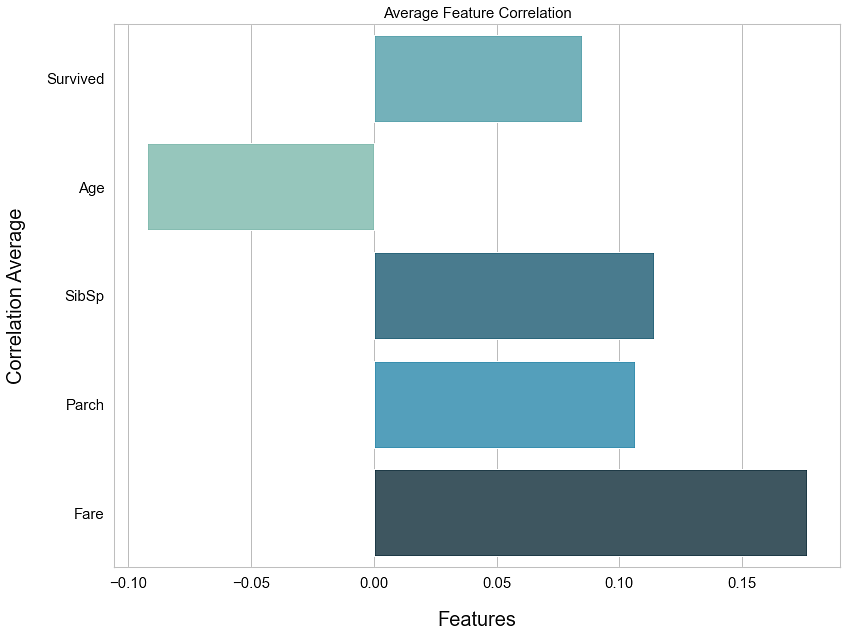 Average Feature Correlation
Survived
Age
SibSp
Parch
Fare
Correlation Average
−0.10
−0.05
0.00
0.05
0.10
0.15
Features